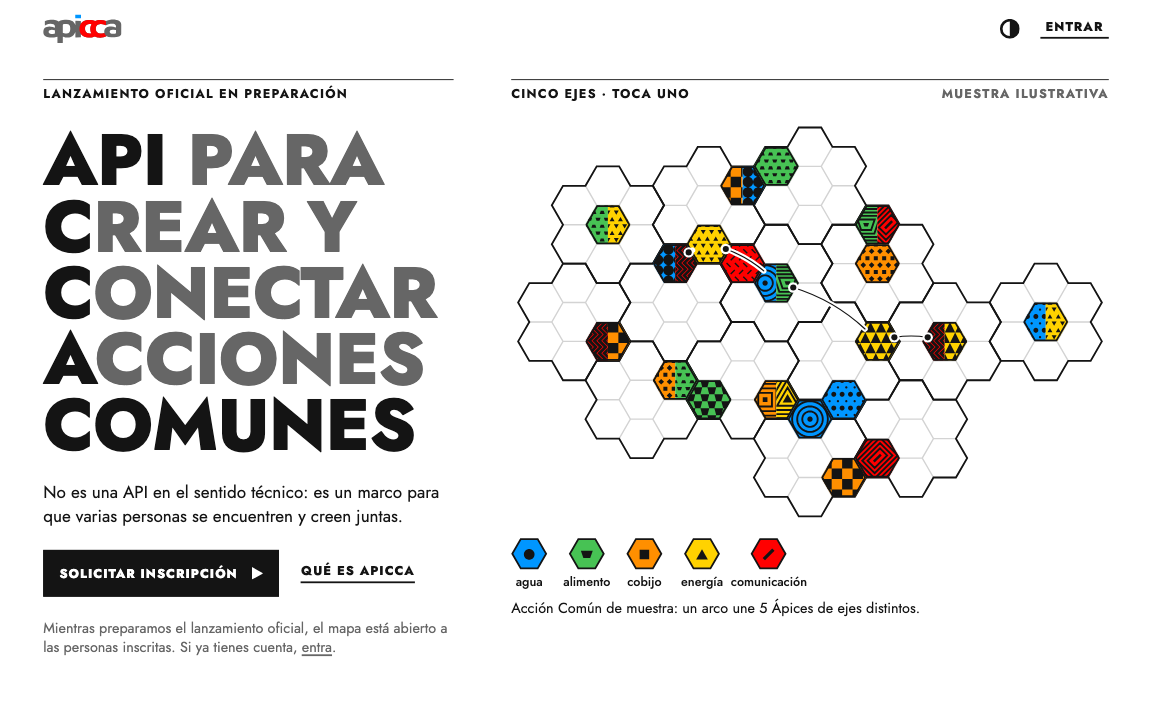 apicca
ENTRAR
LANZAMIENTO OFICIAL EN PREPARACIÓN
API PARA
CREAR Y
CONECTAR
ACCIONES
COMUNES
No es una API en el sentido técnico: es un marco para
que varias personas se encuentren y creen juntas.
SOLICITAR INSCRIPCIÓN
QUÉ ES APICCA
Mientras preparamos el lanzamiento oficial, el mapa está abierto a
las personas inscritas. Si ya tienes cuenta, entra.
CINCO EJES · TOCA UNO
MUESTRA ILUSTRATIVA
agua
alimento
cobijo
energía
comunicación
Acción Común de muestra: un arco une 5 Ápices de ejes distintos.